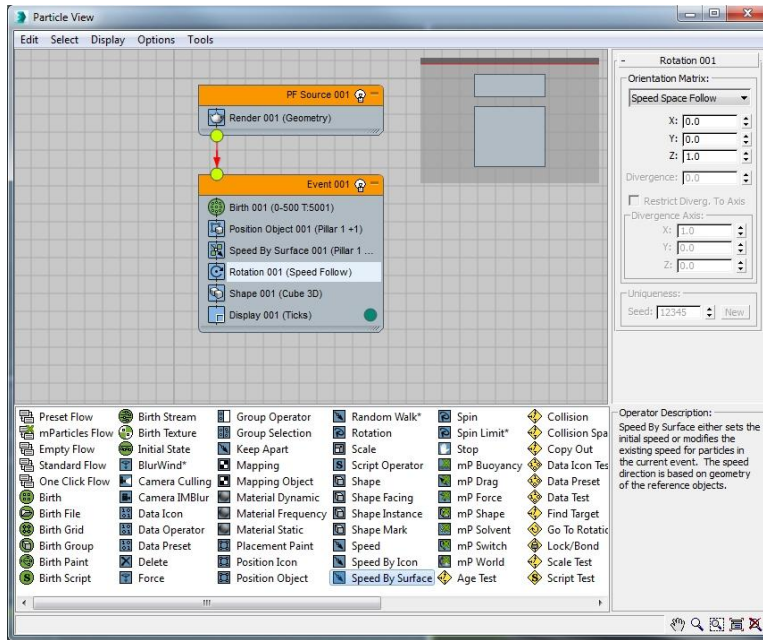 Particle View
Edit Select Display Options Tools
PF Source 001
Render 001 (Geometry)
Event 001
Birth 001 (0-500 T:5001)
Position Object 001 (Pillar 1 +1)
Speed By Surface 001 (Pillar 1 ...
Rotation 001 (Speed Follow)
Shape 001 (Cube 3D)
Display 001 (Ticks)
- Rotation 001
Orientation Matrix:
Speed Space Follow
X: 0.0
Y: 0.0
Z: 1.0
Divergence: 0.0
Restrict Diverg. To Axis
Divergence Axis:
X: 1.0
Y: 0.0
Z: 0.0
Uniqueness:
Seed: 12345 New
Preset Flow Birth Stream Group Operator Random Walk* Spin Collision
mParticles Flow Birth Texture Group Selection Rotation Spin Limit* Collision Spa
Empty Flow Initial State Keep Apart Scale Stop Copy Out
Standard Flow BlurWind* Mapping Script Operator mP Buoyancy Data Icon Tes
One Click Flow Camera Culling Mapping Object Shape mP Drag Data Preset
Birth Camera IMBlur Material Dynamic Shape Facing mP Force Data Test
Birth File Data Icon Material Frequency Shape Instance mP Shape Find Target
Birth Grid Data Operator Material Static Shape Mark mP Solvent Go To Rotatic
Birth Group Data Preset Placement Paint Speed mP Switch Lock/Bond
Birth Paint Delete Position Icon Speed By Icon mP World Scale Test
Birth Script Force Position Object Speed By Surface Age Test Script Test
Operator Description:
Speed By Surface either sets the
initial speed or modifies the
existing speed for particles in
the current event. The speed
direction is based on geometry
of the reference objects.